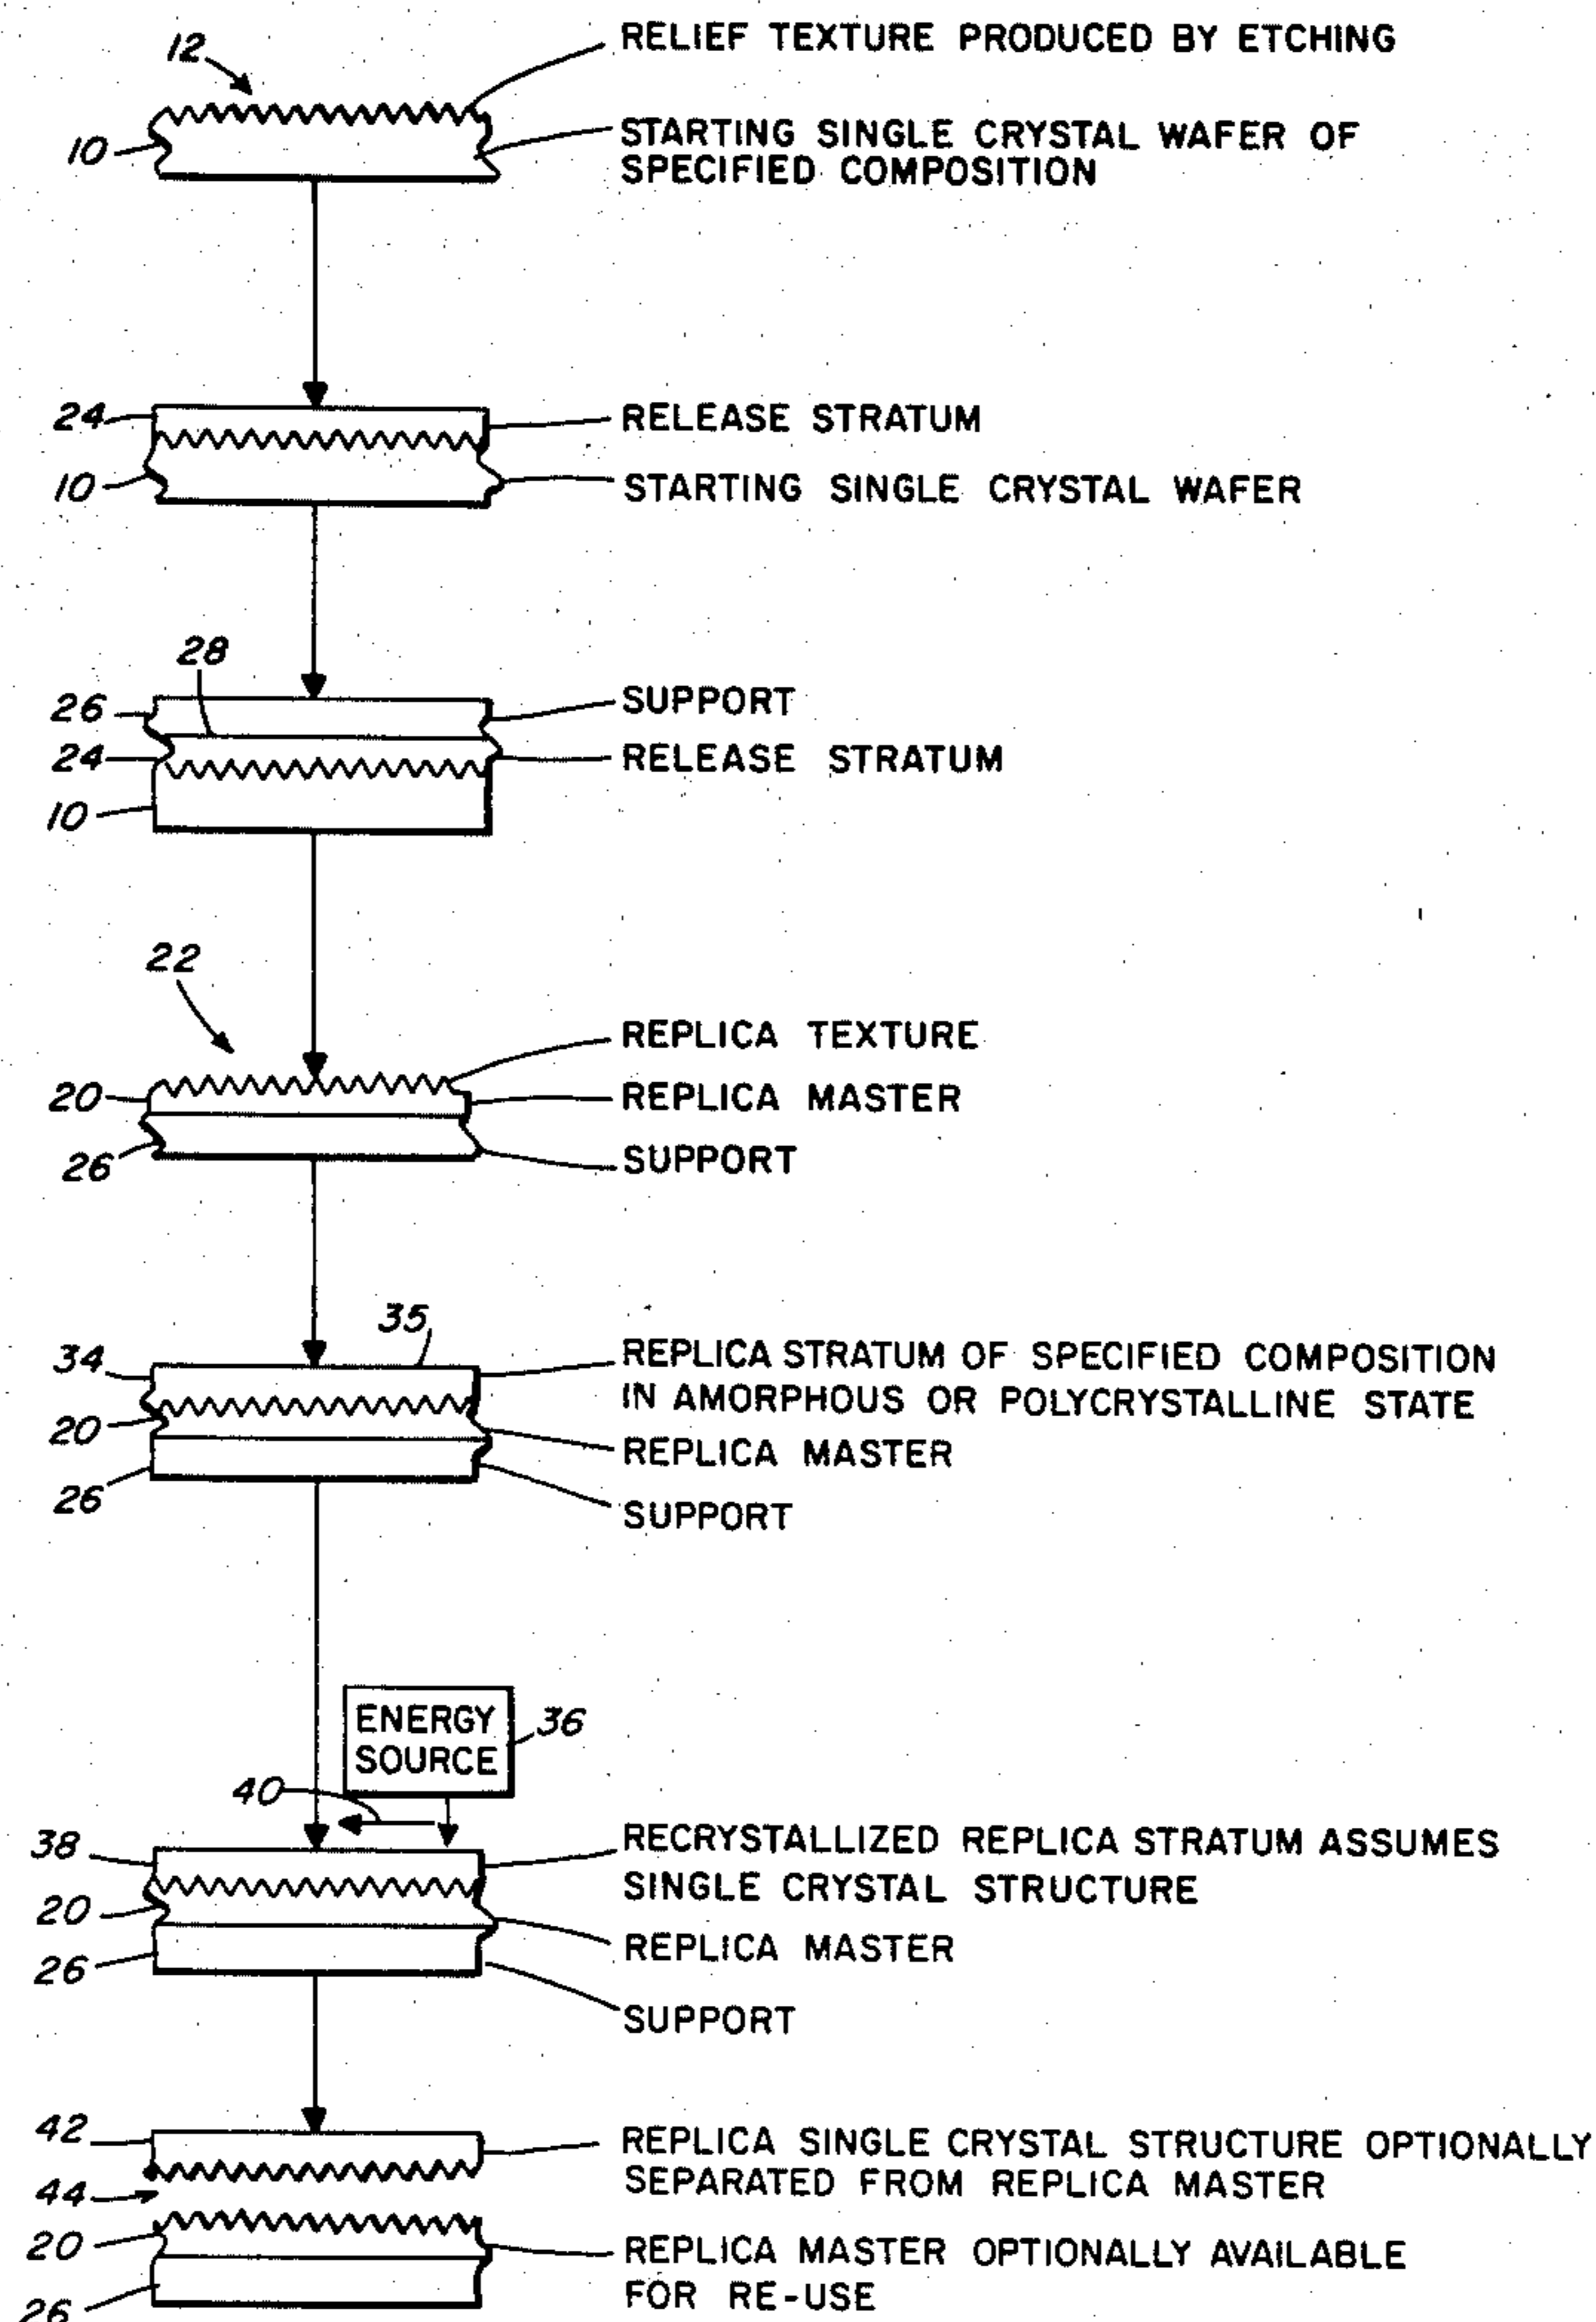 12
RELIEF TEXTURE PRODUCED BY ETCHING
10
STARTING SINGLE CRYSTAL WAFER OF
SPECIFIED COMPOSITION
24
RELEASE STRATUM
10
STARTING SINGLE CRYSTAL WAFER
28
26
SUPPORT
24
RELEASE STRATUM
10
22
REPLICA TEXTURE
20
REPLICA MASTER
26
SUPPORT
35
34
REPLICA STRATUM OF SPECIFIED COMPOSITION
IN AMORPHOUS OR POLYCRYSTALLINE STATE
20
REPLICA MASTER
26
SUPPORT
ENERGY
SOURCE
36
40
38
RECRYSTALLIZED REPLICA STRATUM ASSUMES
SINGLE CRYSTAL STRUCTURE
20
REPLICA MASTER
26
SUPPORT
42
REPLICA SINGLE CRYSTAL STRUCTURE OPTIONALLY
SEPARATED FROM REPLICA MASTER
44
20
REPLICA MASTER OPTIONALLY AVAILABLE
FOR RE-USE
26